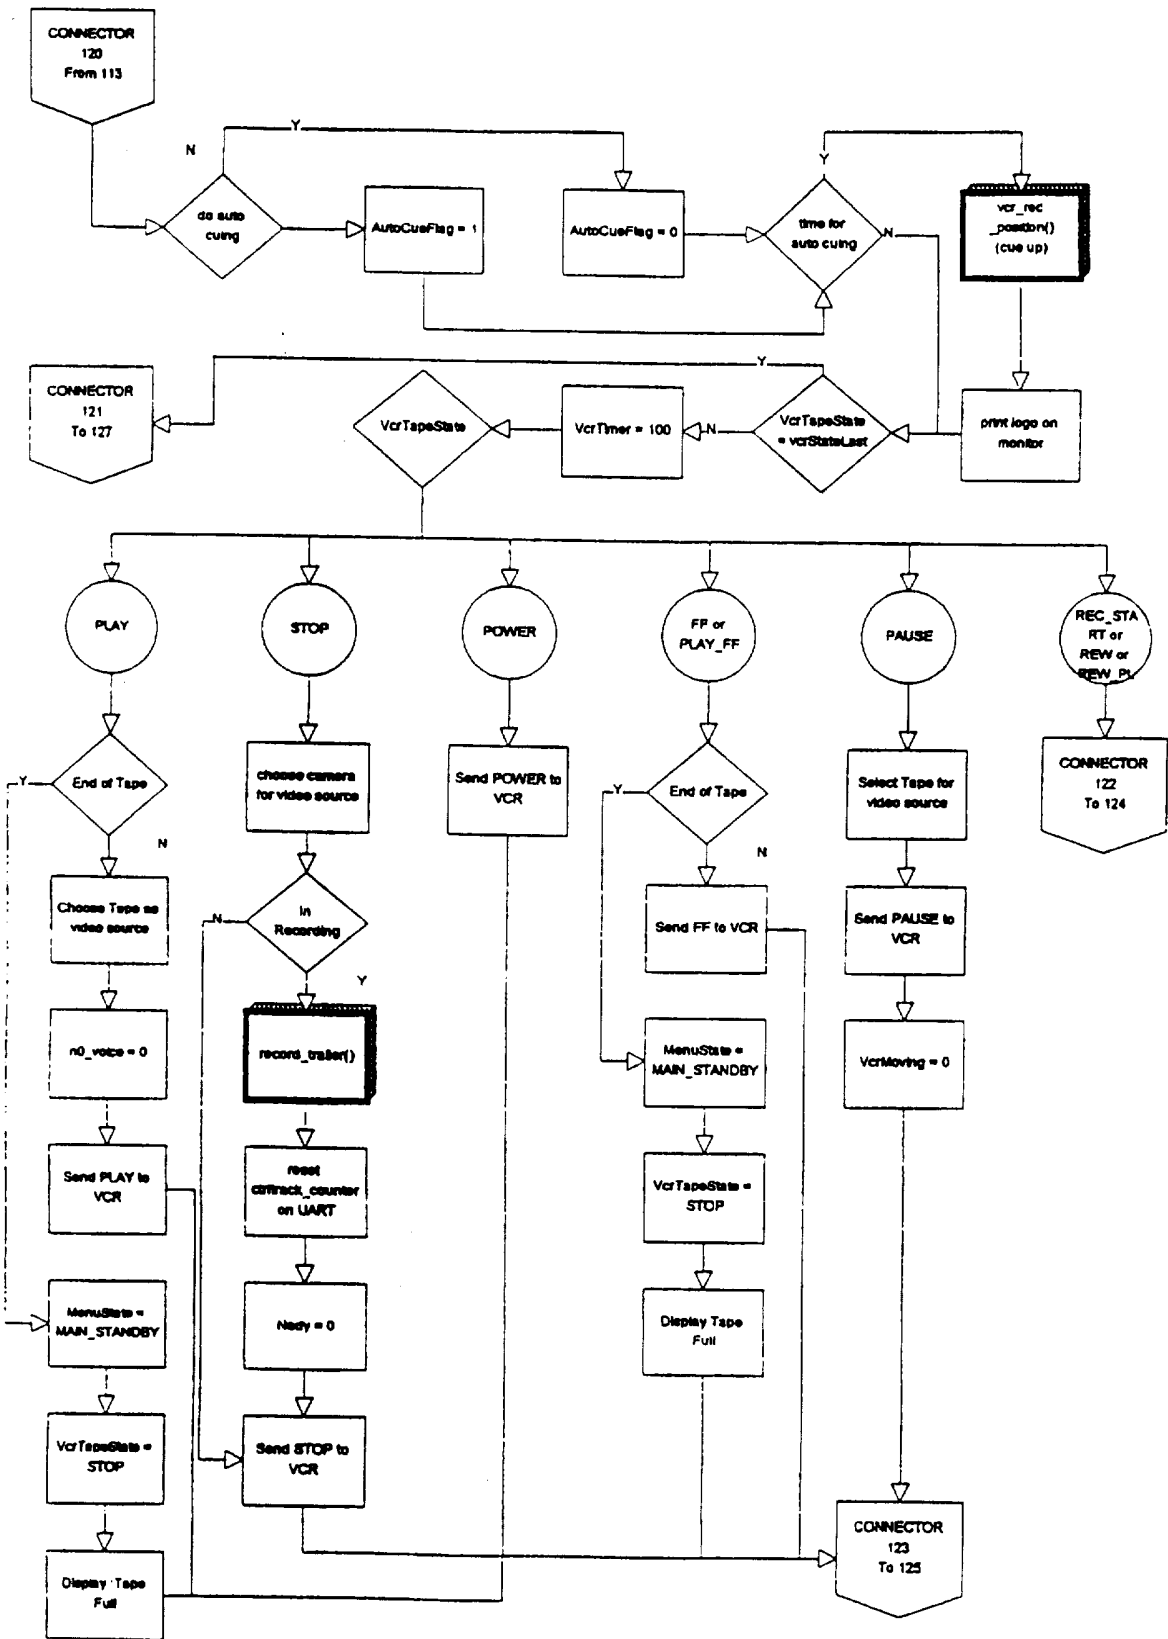 CONNECTOR
120
From 113
Y
N
do auto
cuing
AutoCueFlag = 1
AutoCueFlag = 0
Y
time for
auto cuing
N
vcr_rec
_position()
(cue up)
CONNECTOR
121
To 127
Y
VcrTapeState
VcrTimer = 100
N
VcrTapeState
= vcrStateLast
print logo on
monitor
PLAY
STOP
POWER
FF or
PLAY_FF
PAUSE
REC_STA
RT or
REW or
REW_PL
Y
End of Tape
N
choose camera
for video source
Send POWER to
VCR
Y
End of Tape
N
Select Tape for
video source
CONNECTOR
122
To 124
Choose Tape as
video source
N
In
Recording
Y
Send FF to VCR
Send PAUSE to
VCR
n0_voice = 0
record_trailer()
MenuState =
MAIN_STANDBY
VcrMoving = 0
Send PLAY to
VCR
reset
ctrltrack_counter
on UART
VcrTapeState =
STOP
MenuState =
MAIN_STANDBY
Nedy = 0
Display Tape
Full
VcrTapeState =
STOP
Send STOP to
VCR
CONNECTOR
123
To 125
Display Tape
Full